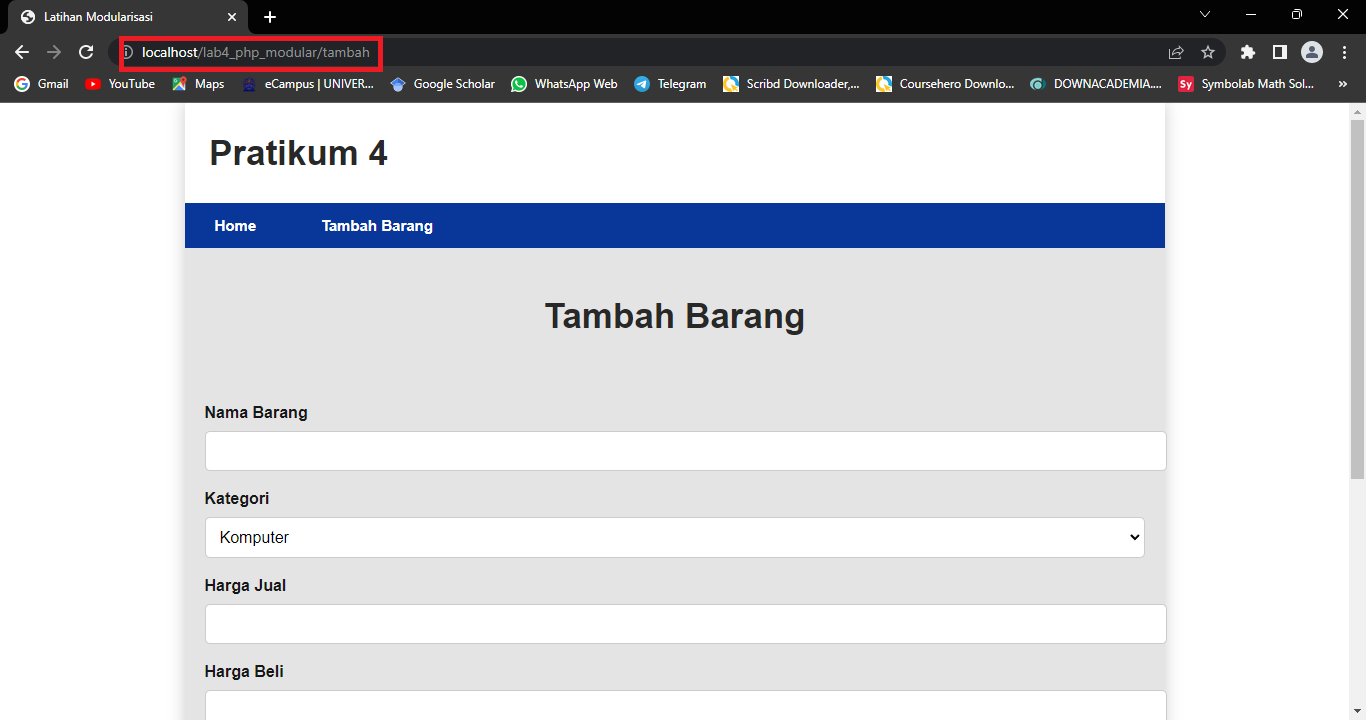 Latihan Modularisasi
localhost/lab4_php_modular/tambah
Gmail YouTube Maps eCampus | UNIVER... Google Scholar WhatsApp Web Telegram Scribd Downloader,... Coursehero Downlo... DOWNACADEMIA.... Sy Symbolab Math Sol... »
Pratikum 4
Home Tambah Barang
Tambah Barang
Nama Barang
Kategori
Komputer
Harga Jual
Harga Beli